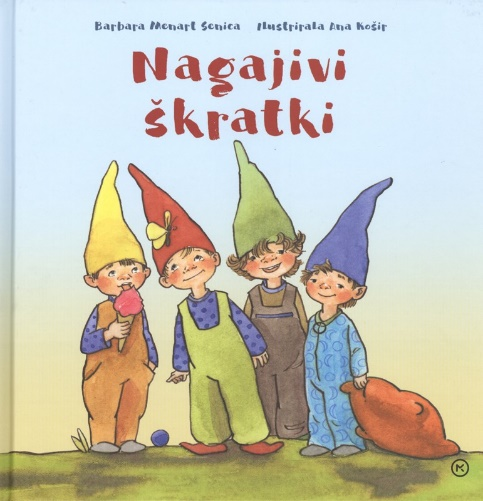 Barbara Menart Senica Ilustrirala Ana Košir
Nagajivi
škratki
M